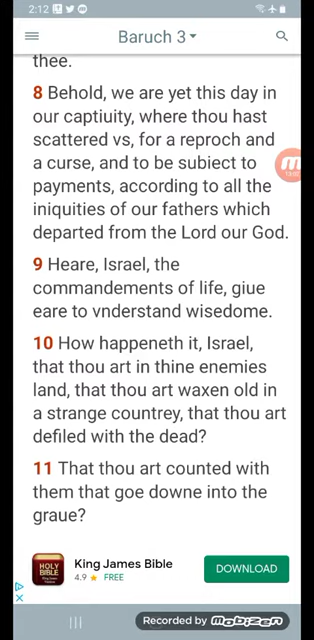 2:12
Baruch 3
thee.
8 Behold, we are yet this day in
our captiuity, where thou hast
scattered vs, for a reproch and
a curse, and to be subiect to
payments, according to all the
iniquities of our fathers which
departed from the Lord our God.
9 Heare, Israel, the
commandements of life, giue
eare to vnderstand wisedome.
10 How happeneth it, Israel,
that thou art in thine enemies
land, that thou art waxen old in
a strange countrey, that thou art
defiled with the dead?
11 That thou art counted with
them that goe downe into the
graue?
HOLY
BIBLE
King James Bible
4.9 ★ FREE
DOWNLOAD
Recorded by mobizen